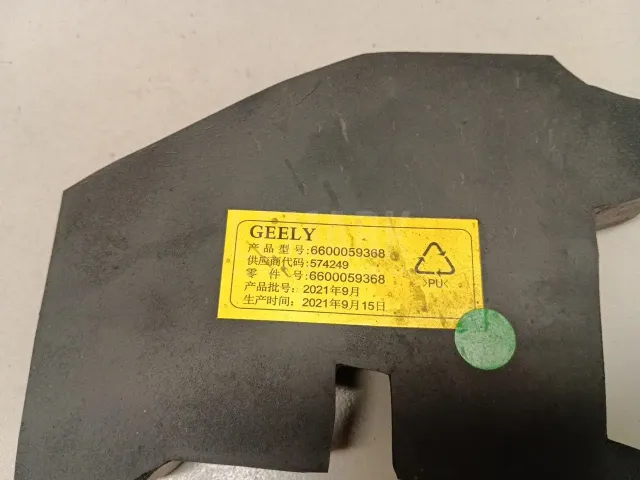 GEELY
产品型号:6600059368
供应商代码:574249
零件号:6600059368
产品批号:2021年9月
生产时间:2021年9月15日
PU